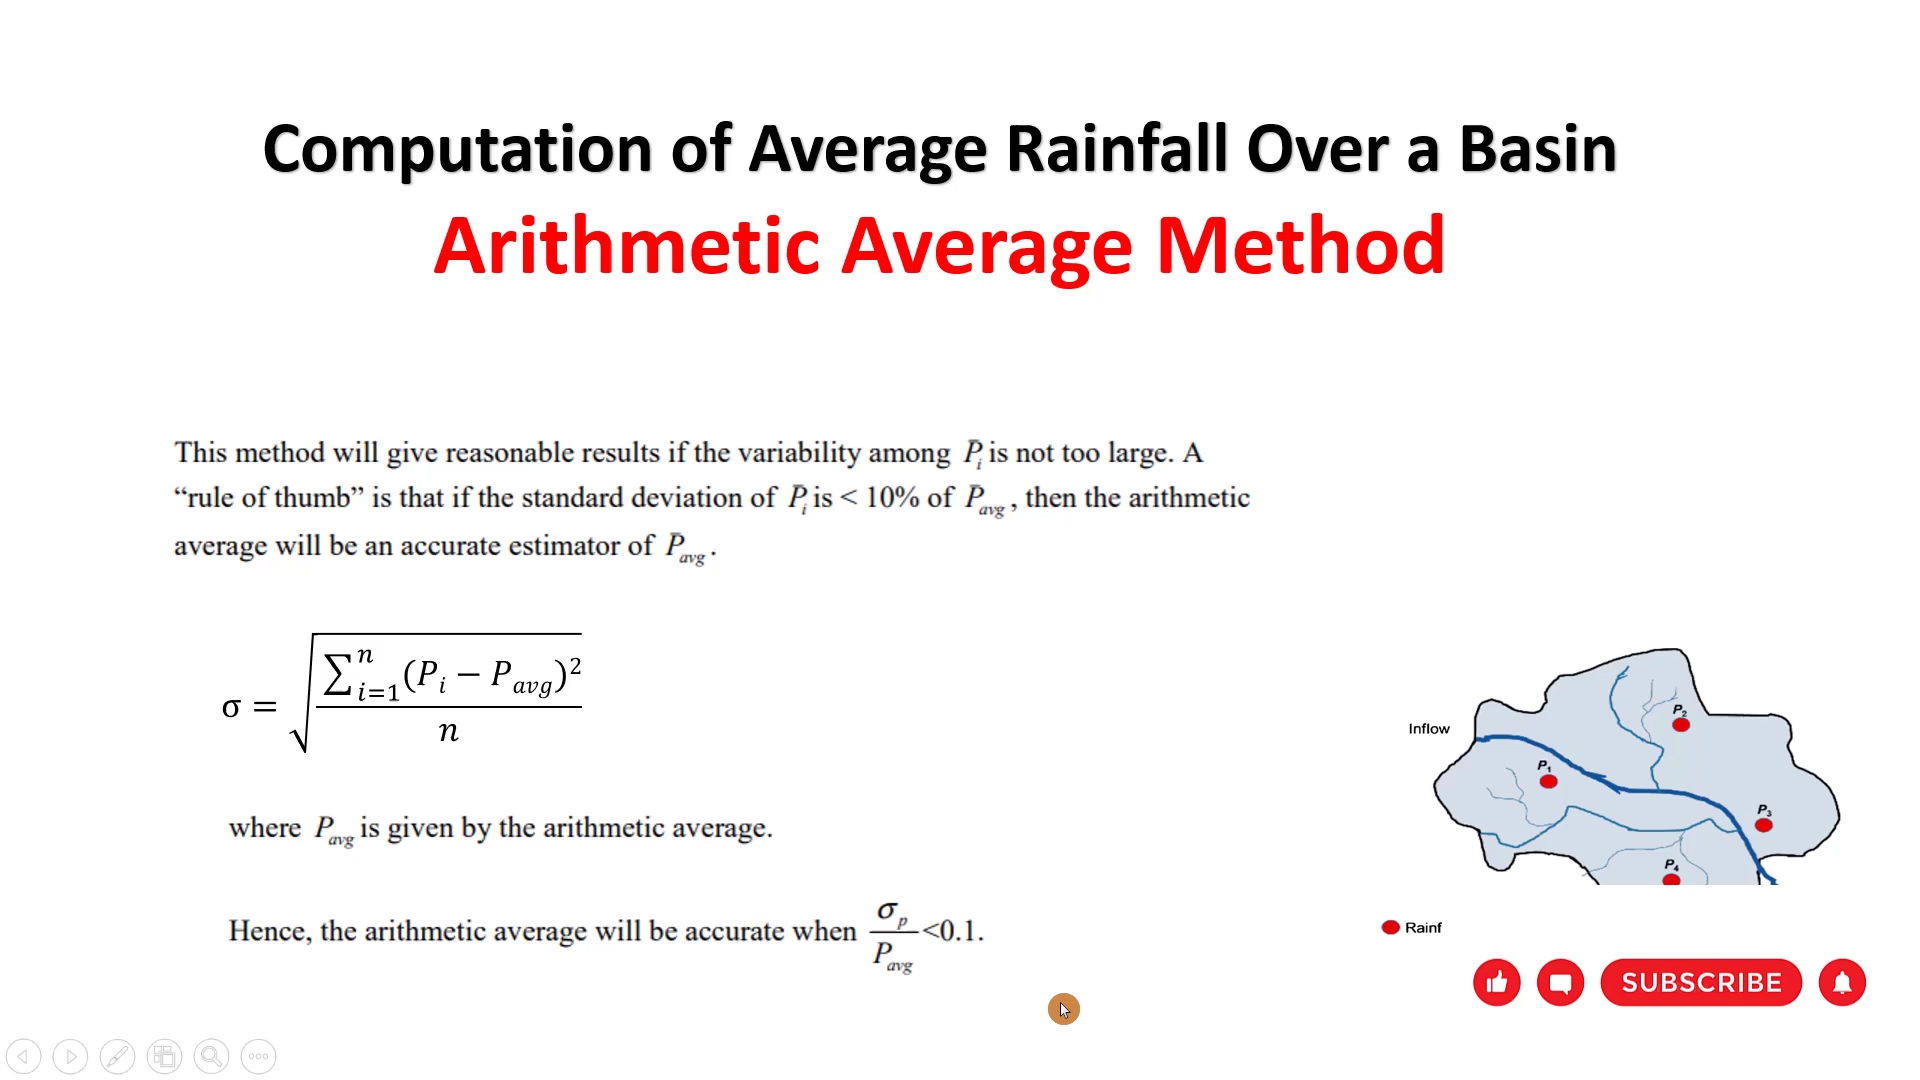 Computation of Average Rainfall Over a Basin
Arithmetic Average Method
This method will give reasonable results if the variability among P̄ᵢ is not too large. A
“rule of thumb” is that if the standard deviation of P̄ᵢ is < 10% of P̄avg, then the arithmetic
average will be an accurate estimator of P̄avg.
σ = √(∑ⁿᵢ₌₁(Pᵢ − Pavg)² / n)
where Pavg is given by the arithmetic average.
Hence, the arithmetic average will be accurate when σp / Pavg <0.1.
P₂
Inflow
P₁
P₃
P₄
Rainf
SUBSCRIBE